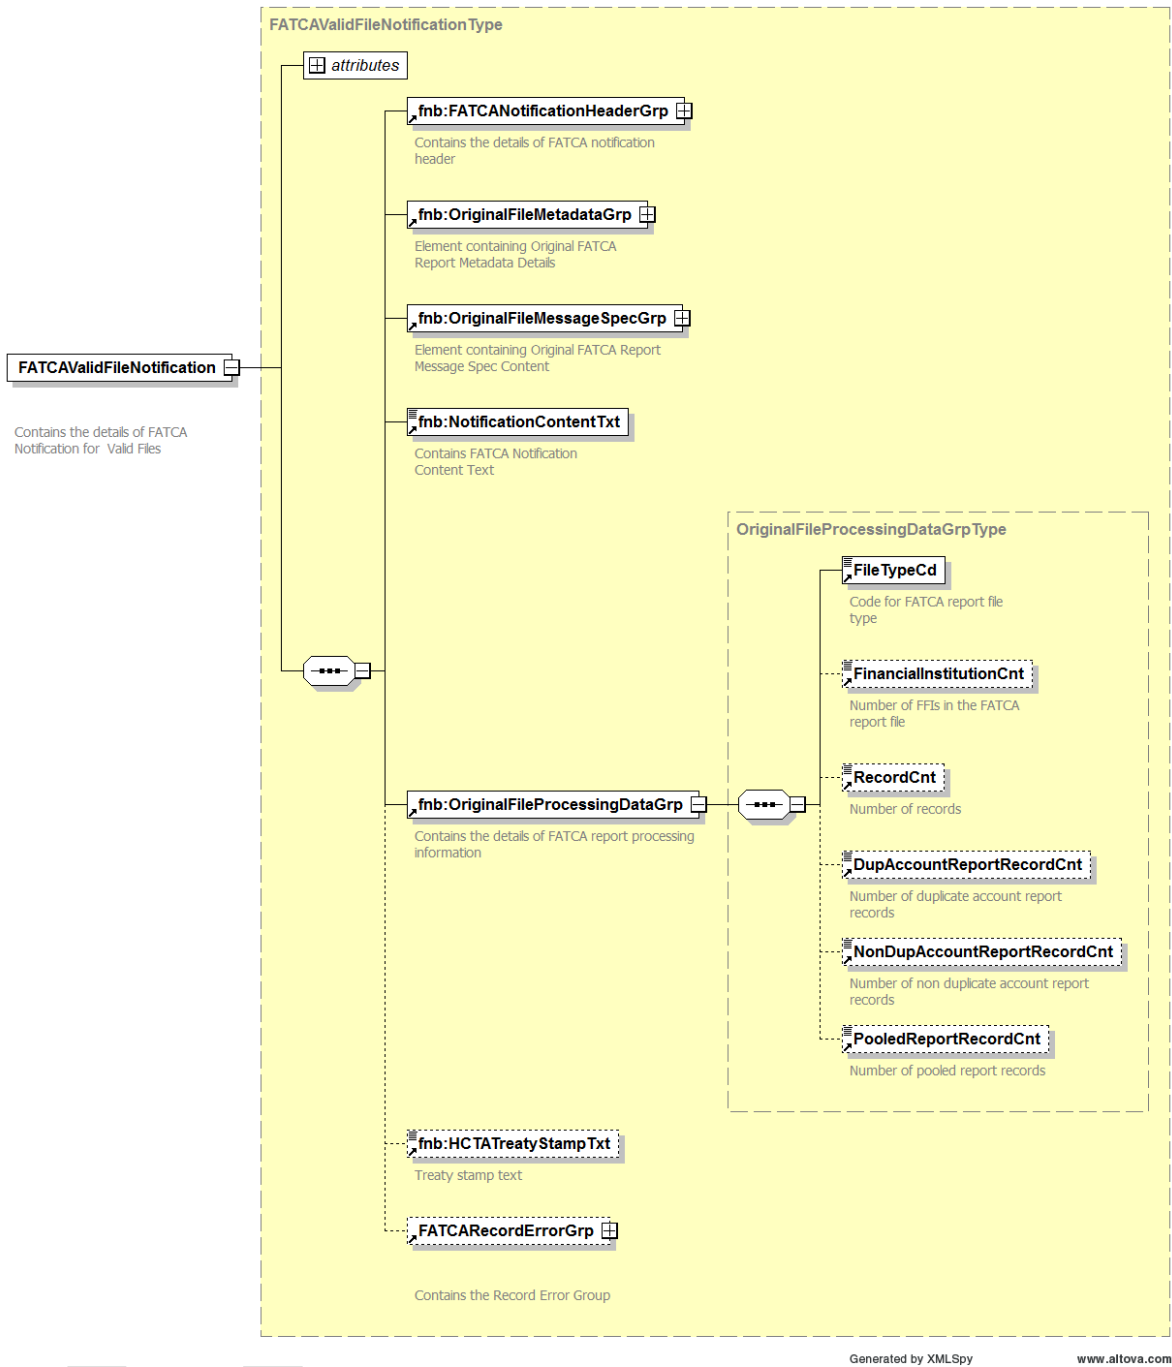 FATCAValidFileNotificationType
attributes
fnb:FATCANotificationHeaderGrp
Contains the details of FATCA notification
header
fnb:OriginalFileMetadataGrp
Element containing Original FATCA
Report Metadata Details
fnb:OriginalFileMessageSpecGrp
Element containing Original FATCA Report
Message Spec Content
FATCAValidFileNotification
Contains the details of FATCA
Notification for Valid Files
fnb:NotificationContentTxt
Contains FATCA Notification
Content Text
OriginalFileProcessingDataGrpType
FileTypeCd
Code for FATCA report file
type
FinancialInstitutionCnt
Number of FFIs in the FATCA
report file
RecordCnt
Number of records
fnb:OriginalFileProcessingDataGrp
Contains the details of FATCA report processing
information
DupAccountReportRecordCnt
Number of duplicate account report
records
NonDupAccountReportRecordCnt
Number of non duplicate account report
records
PooledReportRecordCnt
Number of pooled report records
fnb:HCTATreatyStampTxt
Treaty stamp text
FATCARecordErrorGrp
Contains the Record Error Group
Generated by XMLSpy
www.altova.com